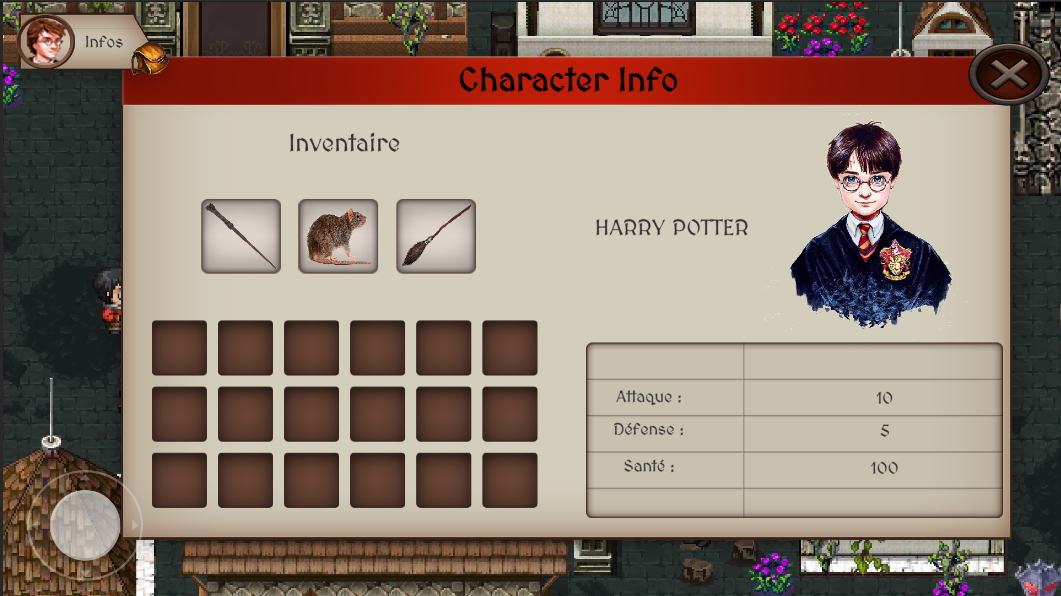 Infos
Character Info
Inventaire
HARRY POTTER
Attaque : 10
Défense : 5
Santé : 100